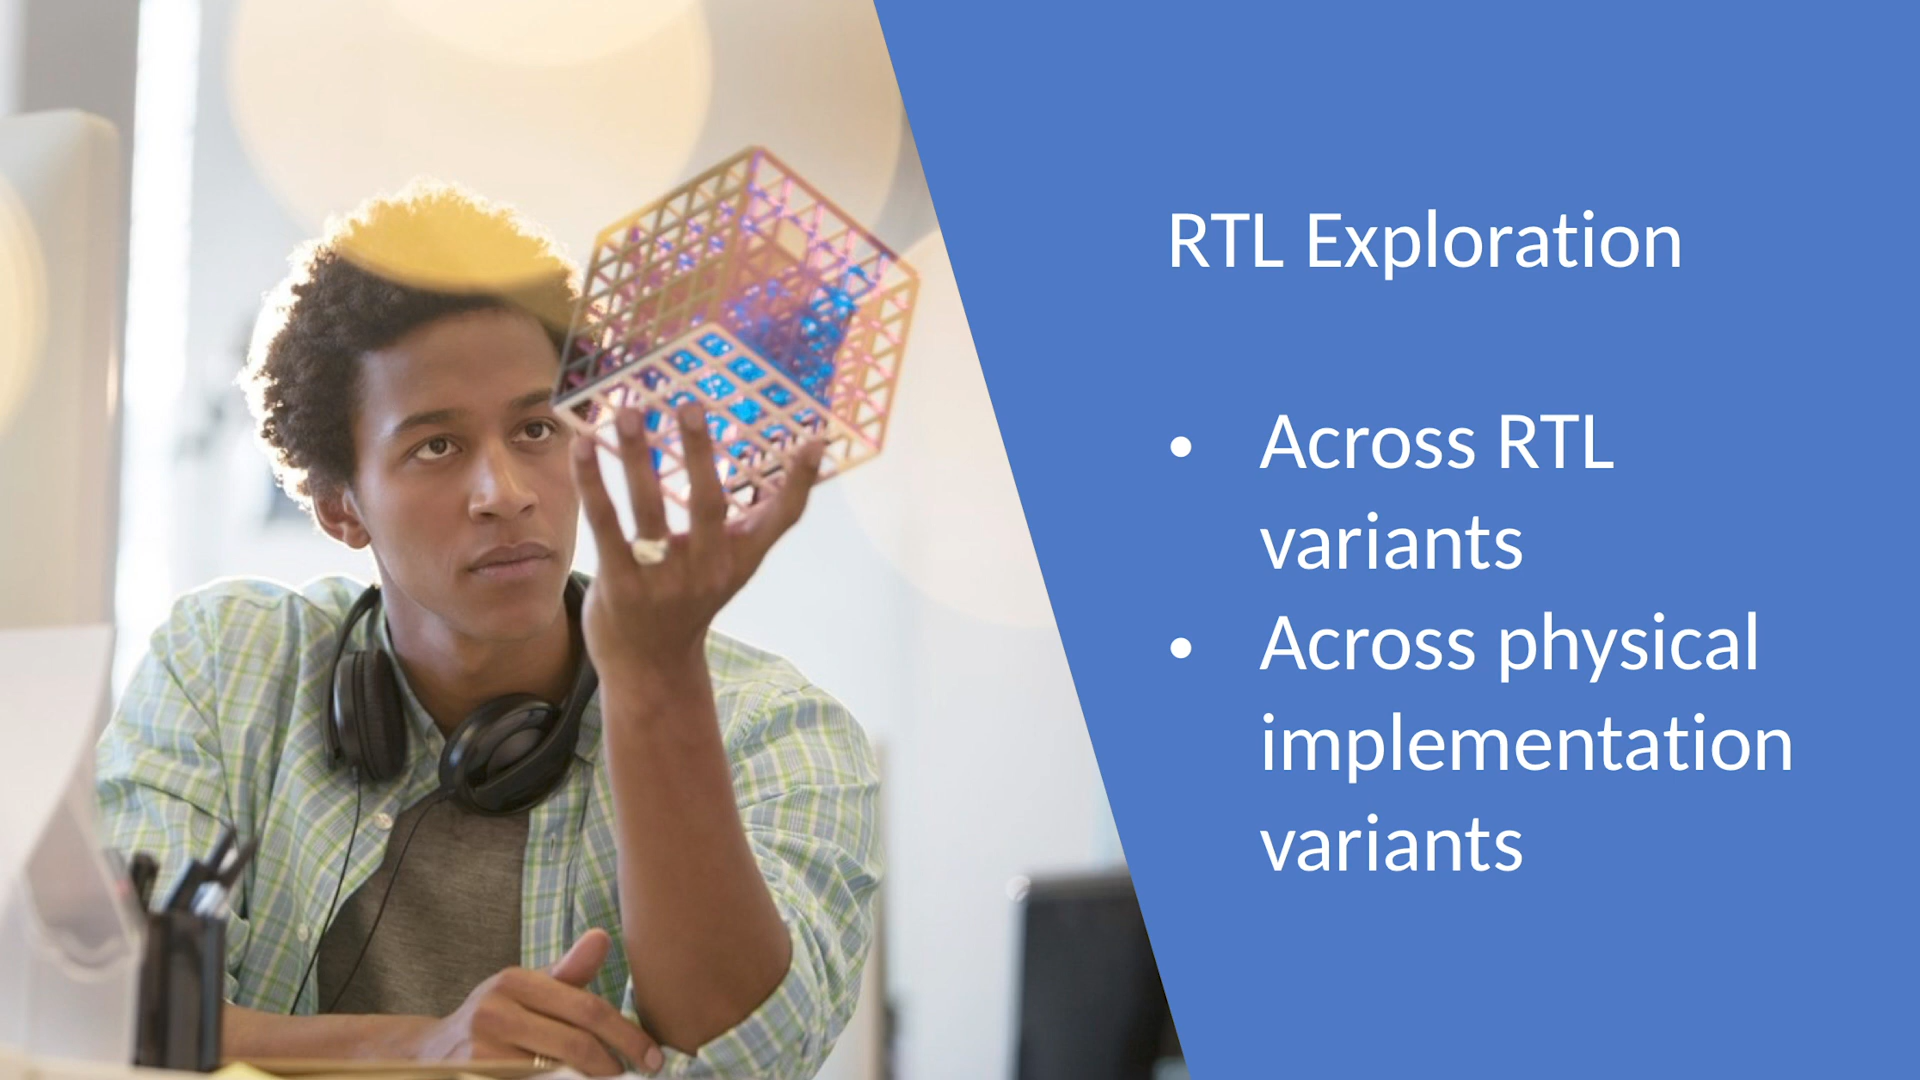 RTL Exploration
• Across RTL
variants
• Across physical
implementation
variants